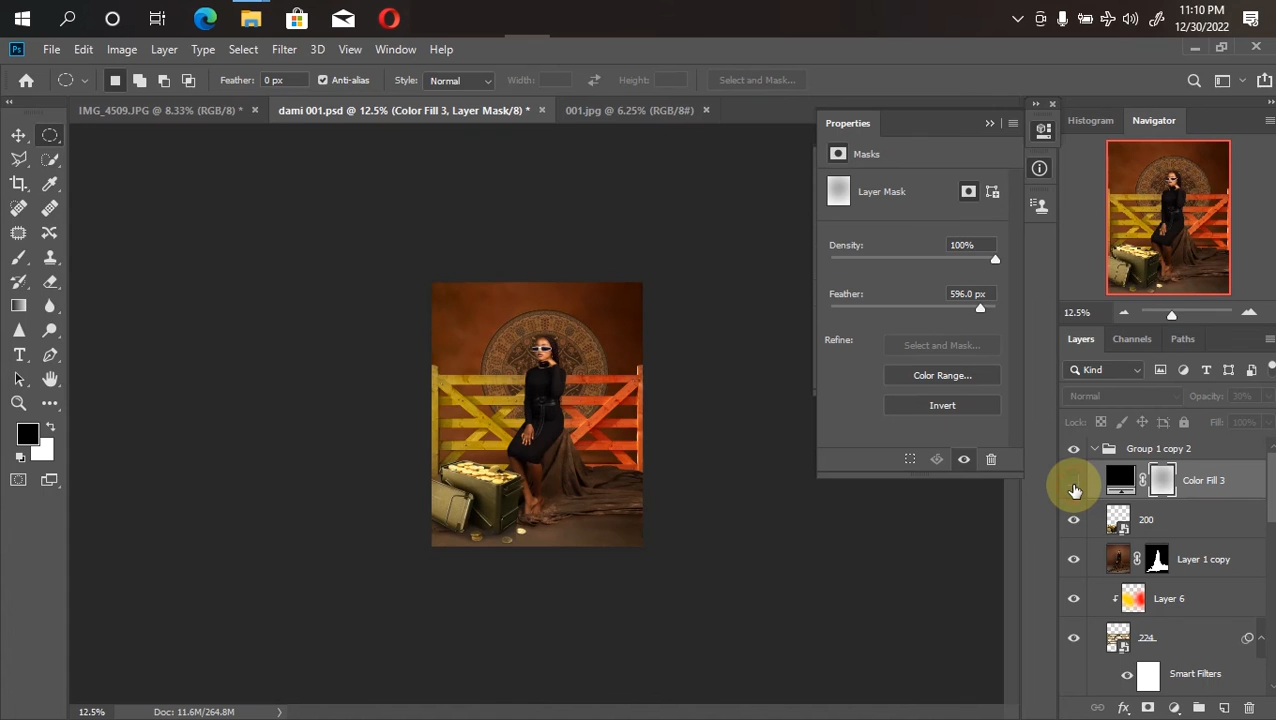 11:10 PM
12/30/2022
Ps File Edit Image Layer Type Select Filter 3D View Window Help
Feather: 0 px Anti-alias Style: Normal Width: Height: Select and Mask...
IMG_4509.JPG @ 8.33% (RGB/8) * dami 001.psd @ 12.5% (Color Fill 3, Layer Mask/8) * 001.jpg @ 6.25% (RGB/8#)
Properties
Masks
Layer Mask
Density: 100%
Feather: 596.0 px
Refine: Select and Mask...
Color Range...
Invert
Histogram Navigator
12.5%
Layers Channels Paths
Kind
Normal Opacity: 30%
Lock: Fill: 100%
Group 1 copy 2
Color Fill 3
200
Layer 1 copy
Layer 6
224
Smart Filters
12.5% Doc: 11.6M/264.8M